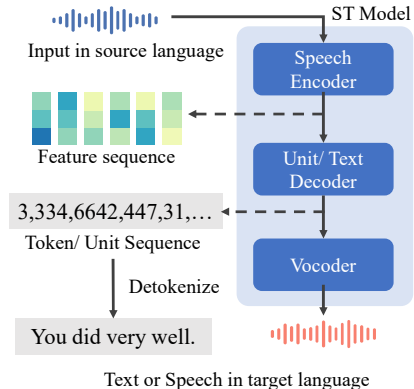 ST Model
Input in source language
Speech
Encoder
Feature sequence
Unit/ Text
Decoder
3,334,6642,447,31,…
Token/ Unit Sequence
Vocoder
Detokenize
You did very well.
Text or Speech in target language